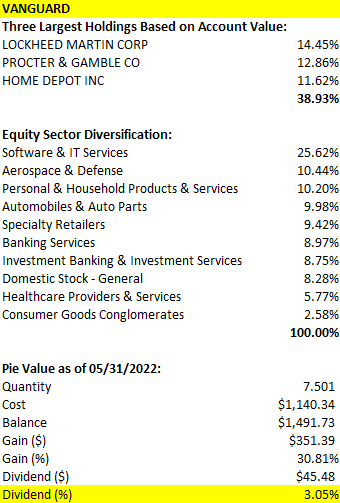 VANGUARD
Three Largest Holdings Based on Account Value:
LOCKHEED MARTIN CORP 14.45%
PROCTER & GAMBLE CO 12.86%
HOME DEPOT INC 11.62%
38.93%
Equity Sector Diversification:
Software & IT Services 25.62%
Aerospace & Defense 10.44%
Personal & Household Products & Services 10.20%
Automobiles & Auto Parts 9.98%
Specialty Retailers 9.42%
Banking Services 8.97%
Investment Banking & Investment Services 8.75%
Domestic Stock - General 8.28%
Healthcare Providers & Services 5.77%
Consumer Goods Conglomerates 2.58%
100.00%
Pie Value as of 05/31/2022:
Quantity 7.501
Cost $1,140.34
Balance $1,491.73
Gain ($) $351.39
Gain (%) 30.81%
Dividend ($) $45.48
Dividend (%) 3.05%